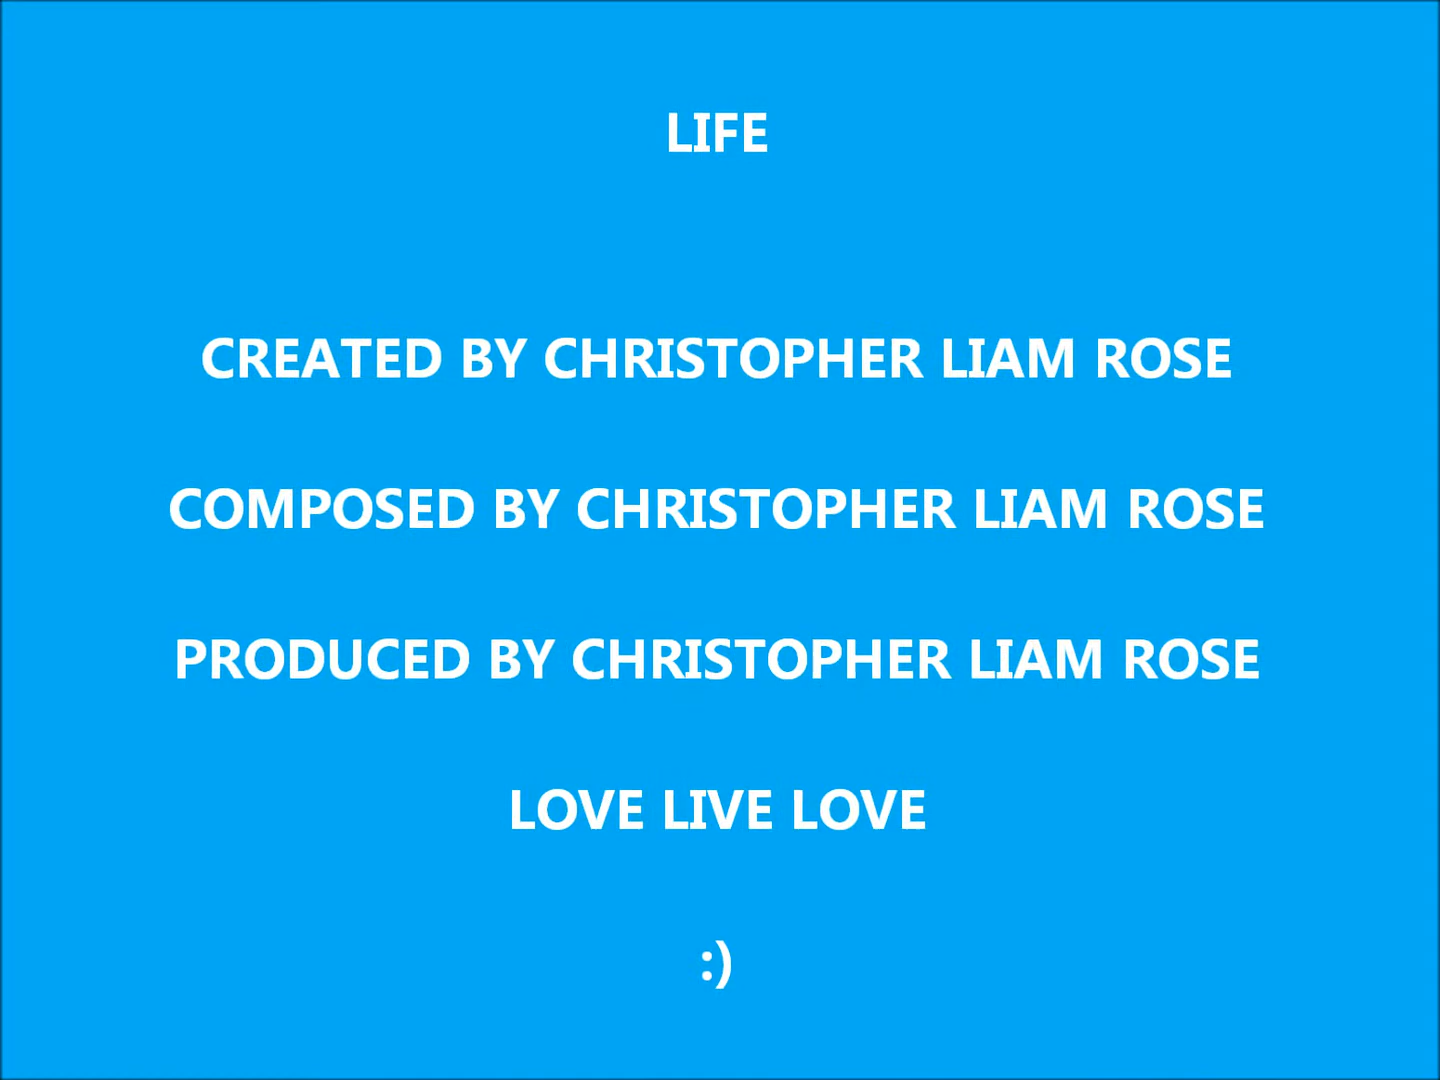 LIFE
CREATED BY CHRISTOPHER LIAM ROSE
COMPOSED BY CHRISTOPHER LIAM ROSE
PRODUCED BY CHRISTOPHER LIAM ROSE
LOVE LIVE LOVE
:)